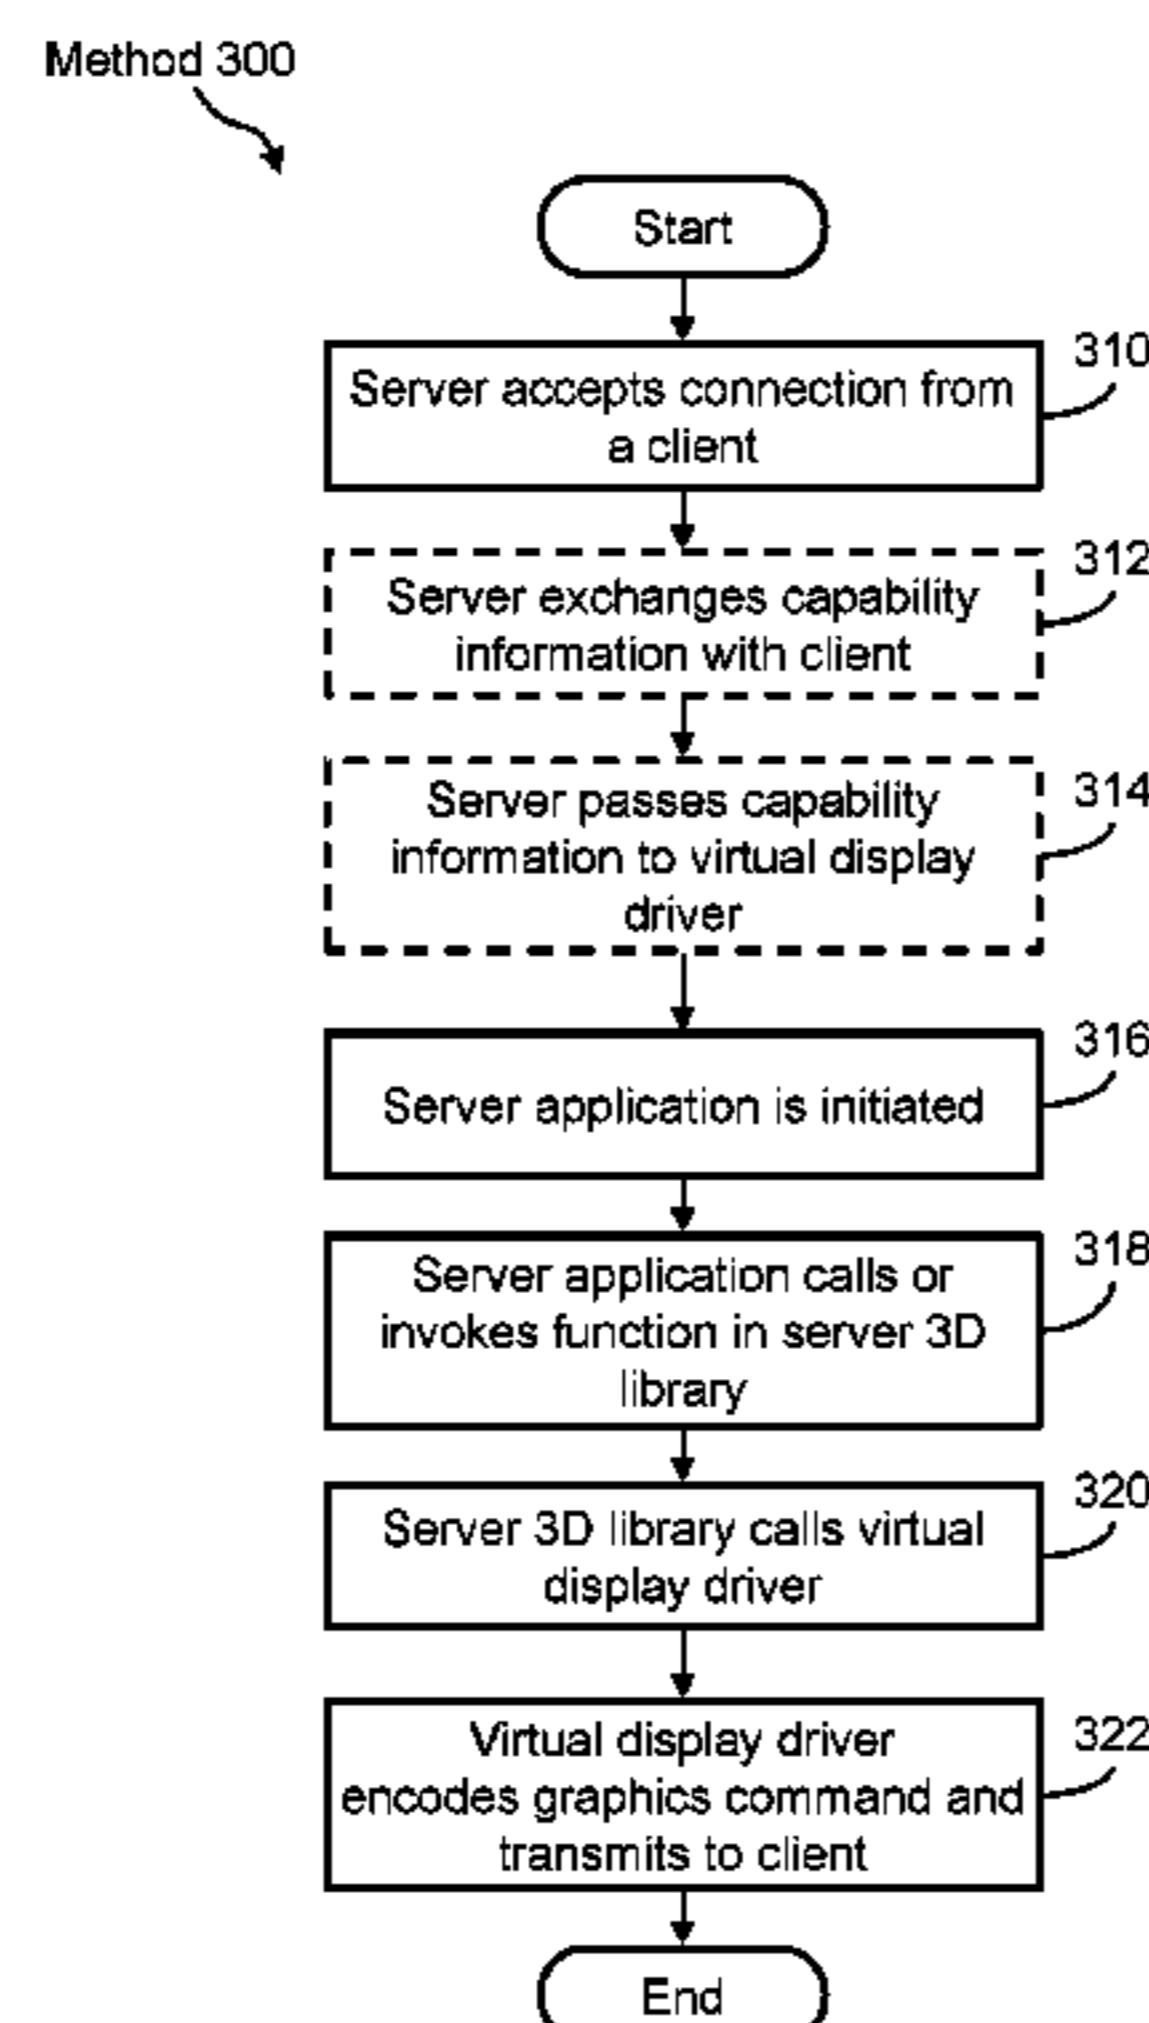 Method 300
Start
310
Server accepts connection from
a client
312
Server exchanges capability
information with client
314
Server passes capability
information to virtual display
driver
316
Server application is initiated
318
Server application calls or
invokes function in server 3D
library
320
Server 3D library calls virtual
display driver
322
Virtual display driver
encodes graphics command and
transmits to client
End